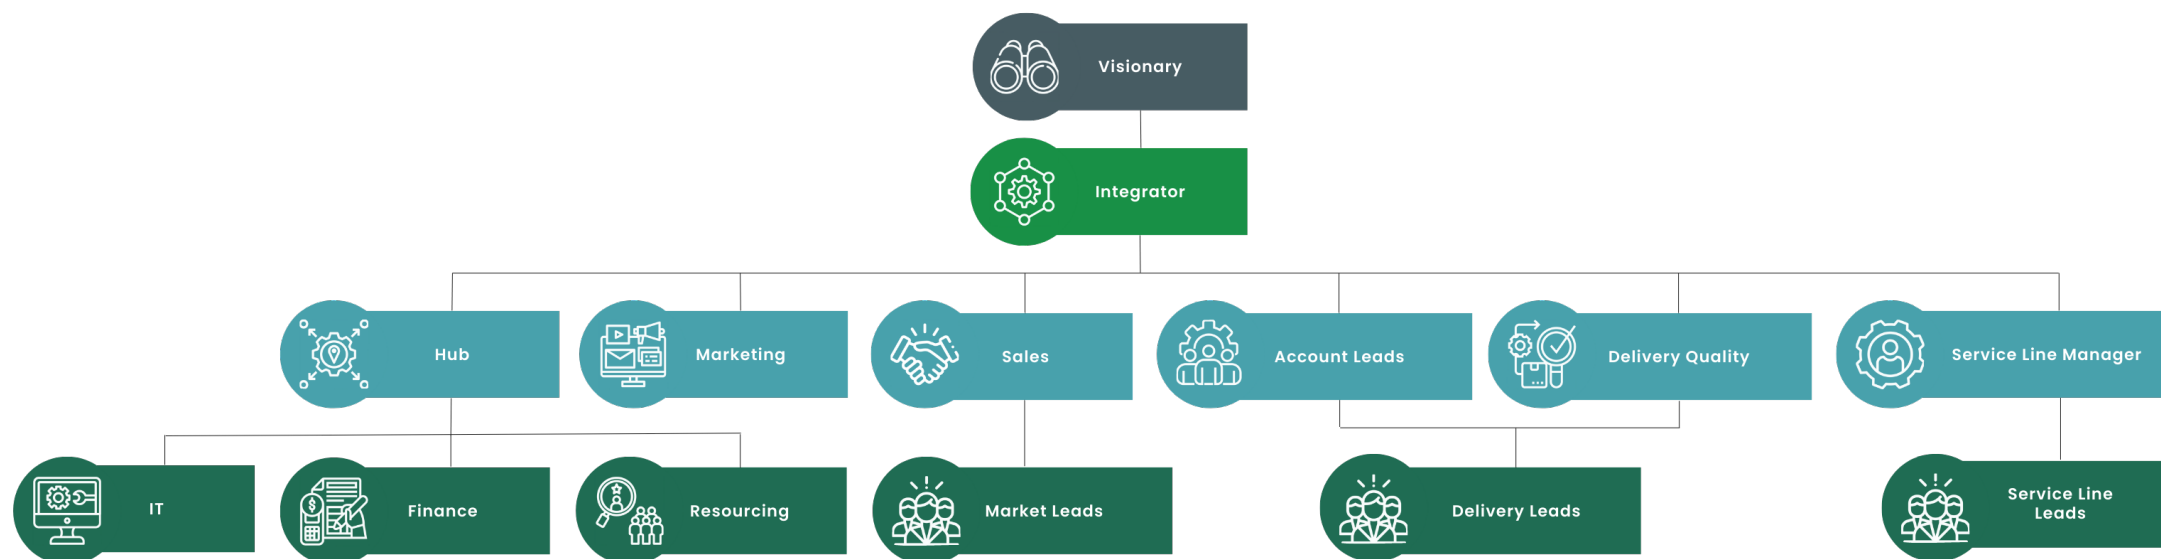 Visionary
Integrator
Hub
Marketing
Sales
Account Leads
Delivery Quality
Service Line Manager
IT
Finance
Resourcing
Market Leads
Delivery Leads
Service Line
Leads